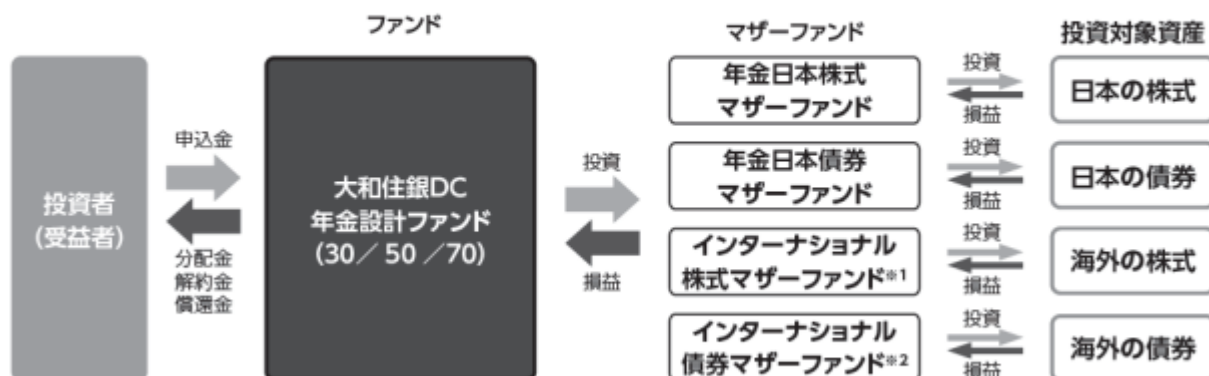 ファンド
マザーファンド
投資対象資産
投資者
(受益者)
申込金
分配金
解約金
償還金
大和住銀DC
年金設計ファンド
(30／50／70)
投資
損益
年金日本株式
マザーファンド
投資
損益
日本の株式
年金日本債券
マザーファンド
投資
損益
日本の債券
インターナショナル
株式マザーファンド※1
投資
損益
海外の株式
インターナショナル
債券マザーファンド※2
投資
損益
海外の債券